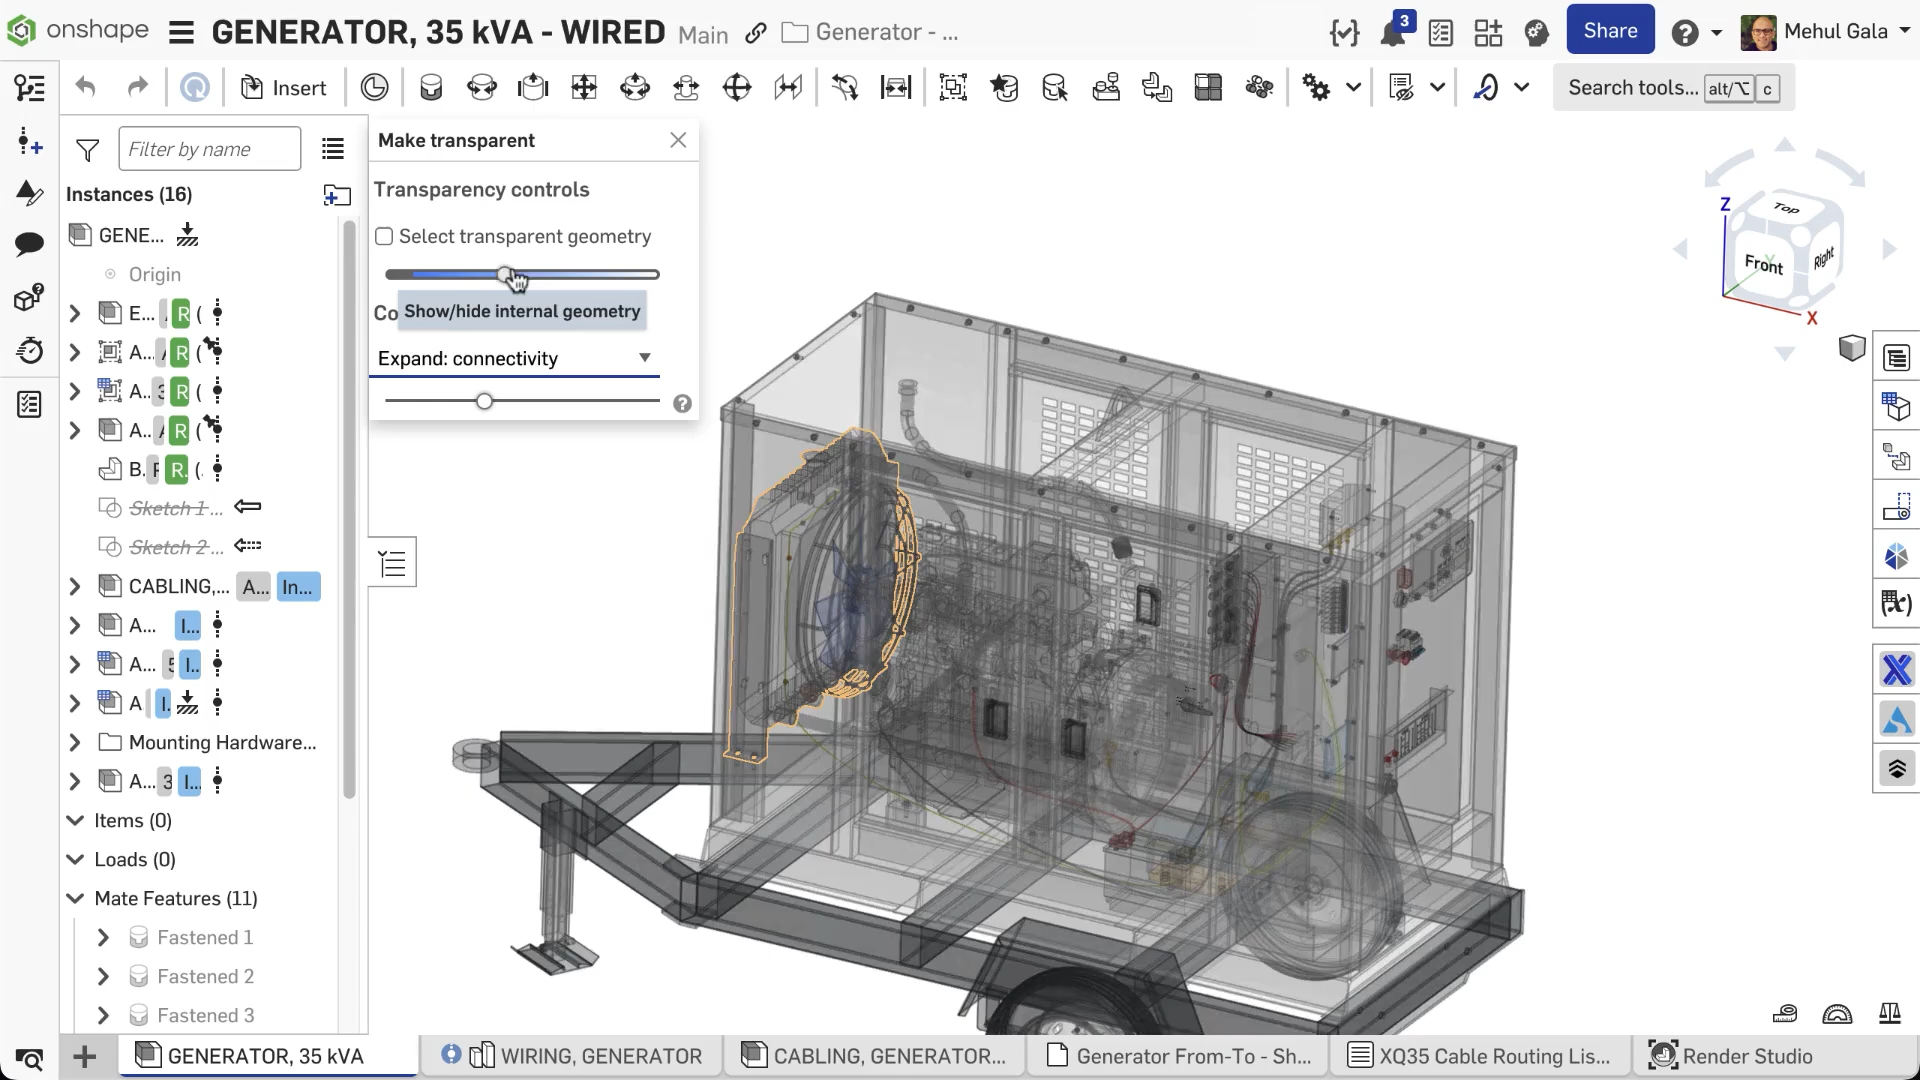 onshape
GENERATOR, 35 kVA - WIRED Main
Generator - ...
3
Share
Mehul Gala
Insert
Search tools... alt/⌥ c
Filter by name
Instances (16)
GENE...
Origin
E... R (
A... R (
A... 3 R (
A... R (
B. F R. (.
Sketch 1 ...
Sketch 2 ...
CABLING,... A... In...
A... I...
A... 5 I..
A I.
Mounting Hardware...
A... 3 I...
Items (0)
Loads (0)
Mate Features (11)
Fastened 1
Fastened 2
Fastened 3
Make transparent
Transparency controls
Select transparent geometry
Co
Show/hide internal geometry
Expand: connectivity
Z
Top
Front
Right
Y
X
GENERATOR, 35 kVA
WIRING, GENERATOR
CABLING, GENERATOR...
Generator From-To - Sh...
XQ35 Cable Routing Lis...
Render Studio